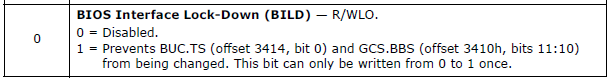 BIOS Interface Lock-Down (BILD) — R/WLO.
0
0 = Disabled.
1 = Prevents BUC.TS (offset 3414, bit 0) and GCS.BBS (offset 3410h, bits 11:10)
from being changed. This bit can only be written from 0 to 1 once.